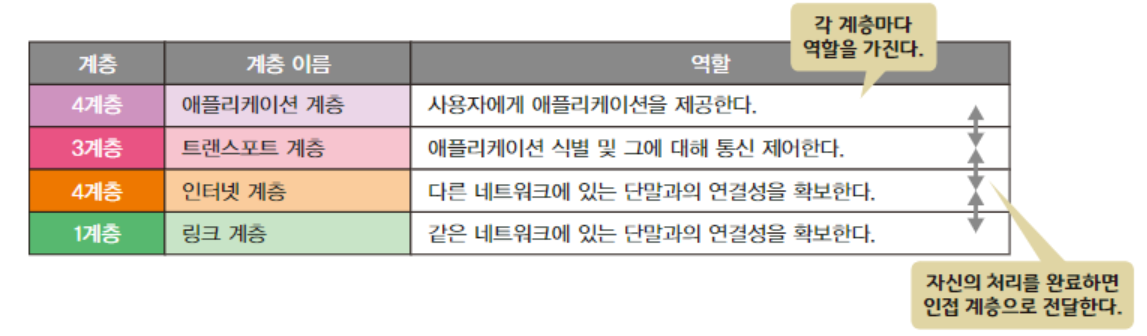 각 계층마다
역할을 가진다.
계층 계층 이름 역할
4계층 애플리케이션 계층 사용자에게 애플리케이션을 제공한다.
3계층 트랜스포트 계층 애플리케이션 식별 및 그에 대해 통신 제어한다.
4계층 인터넷 계층 다른 네트워크에 있는 단말과의 연결성을 확보한다.
1계층 링크 계층 같은 네트워크에 있는 단말과의 연결성을 확보한다.
자신의 처리를 완료하면
인접 계층으로 전달한다.